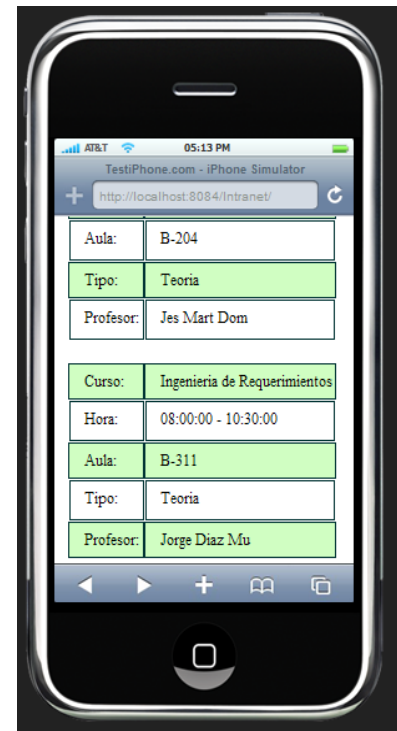 AT&T 05:13 PM
TestiPhone.com - iPhone Simulator
http://localhost:8084/Intranet/
Aula: B-204
Tipo: Teoria
Profesor: Jes Mart Dom
Curso: Ingenieria de Requerimientos
Hora: 08:00:00 - 10:30:00
Aula: B-311
Tipo: Teoria
Profesor: Jorge Diaz Mu